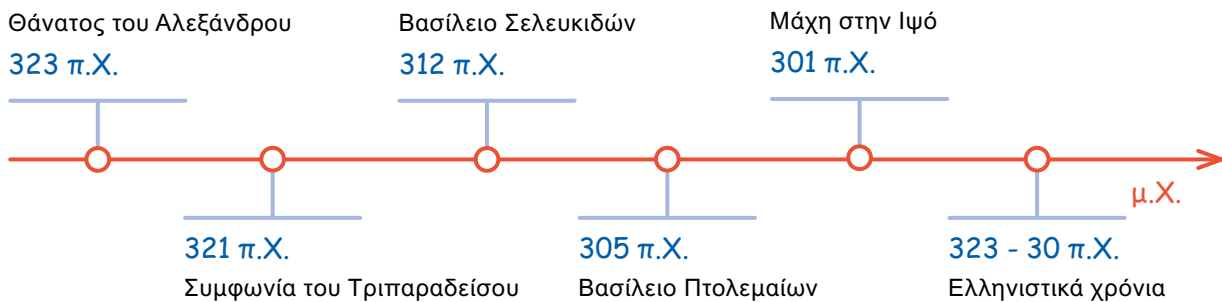 Θάνατος του Αλεξάνδρου
323 π.Χ.
Βασίλειο Σελευκιδών
312 π.Χ.
Μάχη στην Ιψό
301 π.Χ.
μ.Χ.
321 π.Χ.
Συμφωνία του Τριπαραδείσου
305 π.Χ.
Βασίλειο Πτολεμαίων
323 - 30 π.Χ.
Ελληνιστικά χρόνια